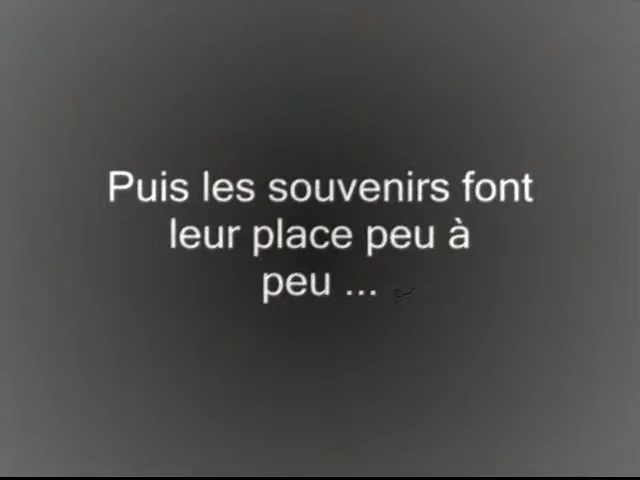 Puis les souvenirs font
leur place peu à
peu ...